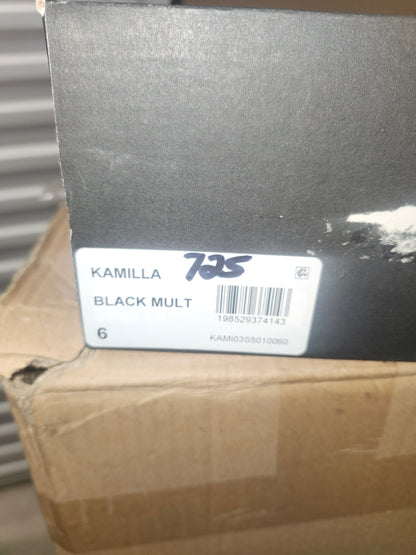 KAMILLA 725
BLACK MULT
198529374143
6
KAMI03S5010060